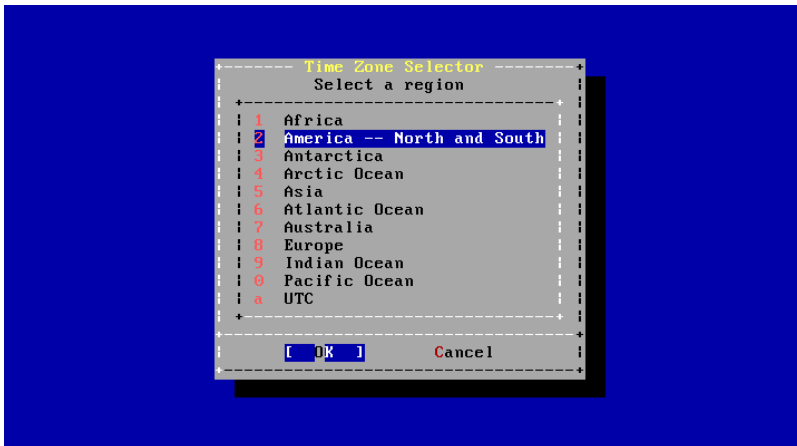 Time Zone Selector
Select a region
1 Africa
2 America -- North and South
3 Antarctica
4 Arctic Ocean
5 Asia
6 Atlantic Ocean
7 Australia
8 Europe
9 Indian Ocean
0 Pacific Ocean
a UTC
[ OK ] Cancel